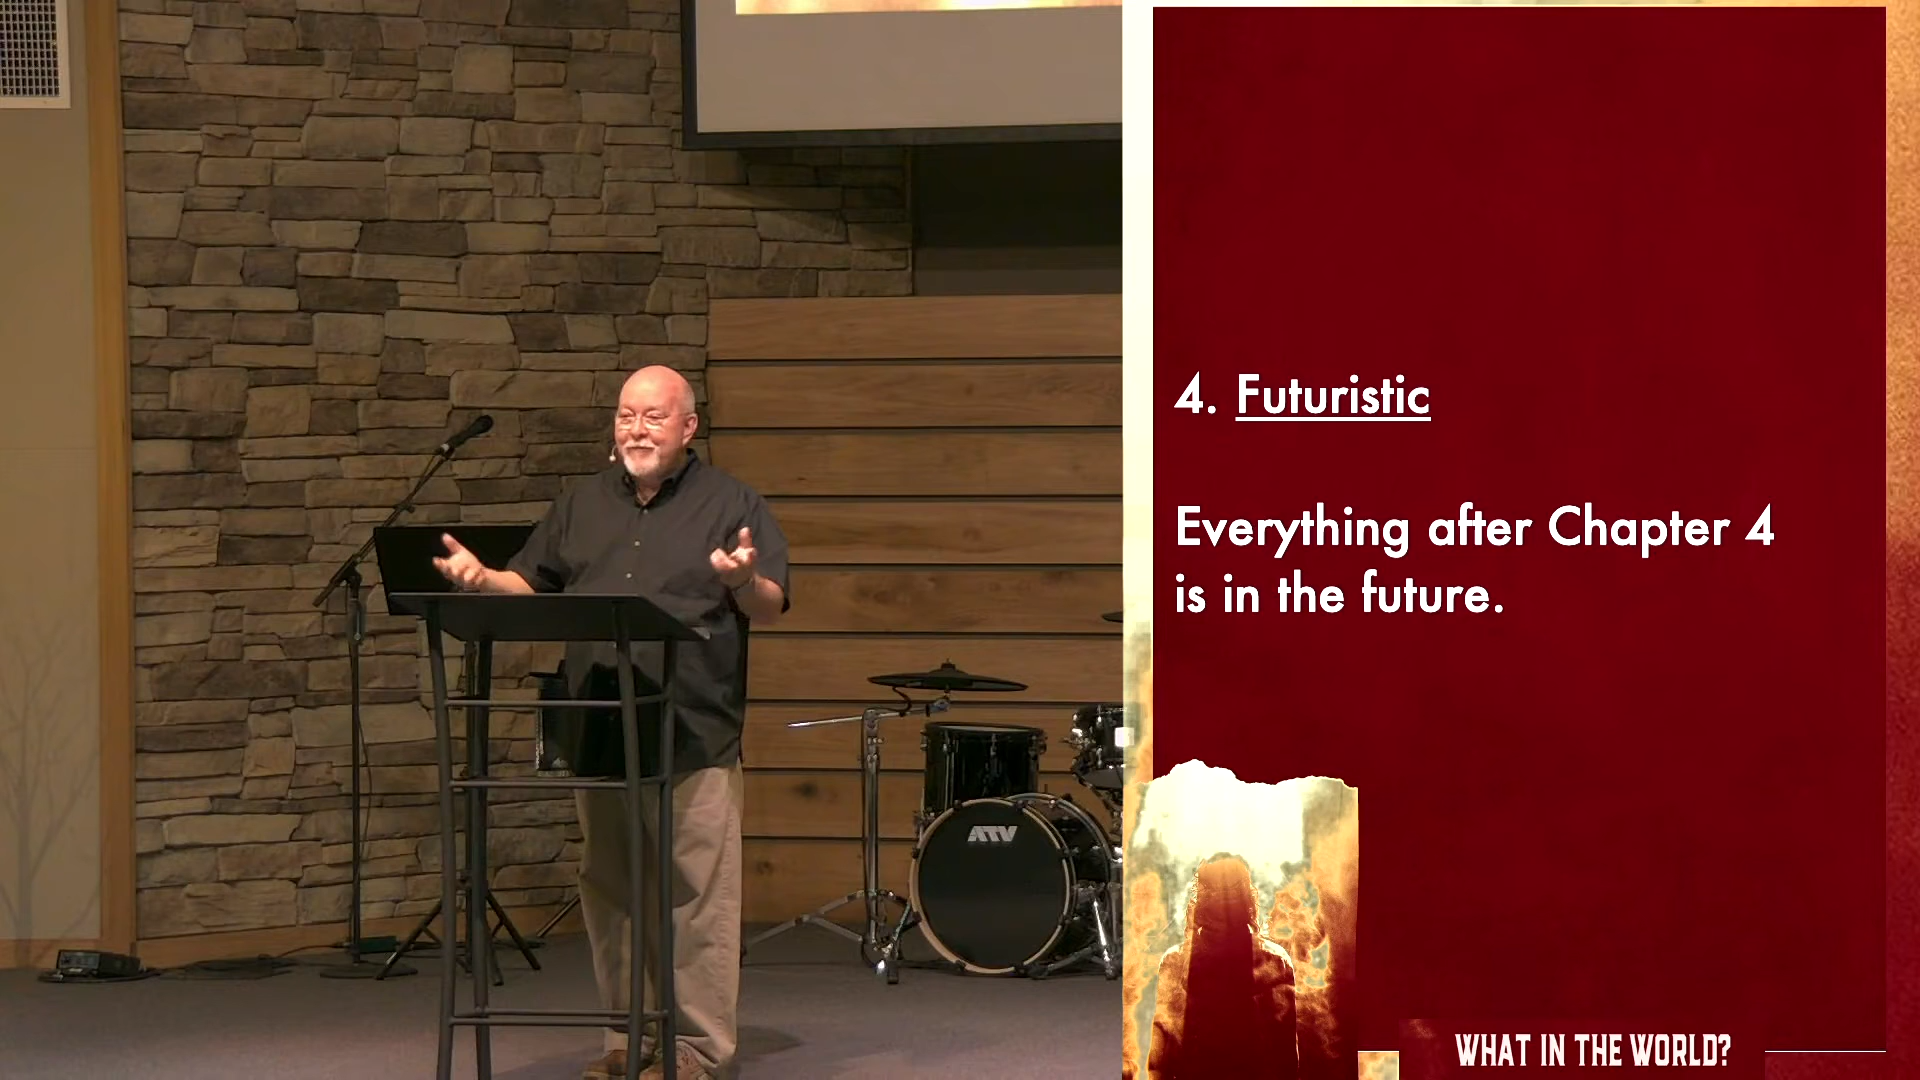 4. Futuristic
Everything after Chapter 4
is in the future.
ATV
WHAT IN THE WORLD?